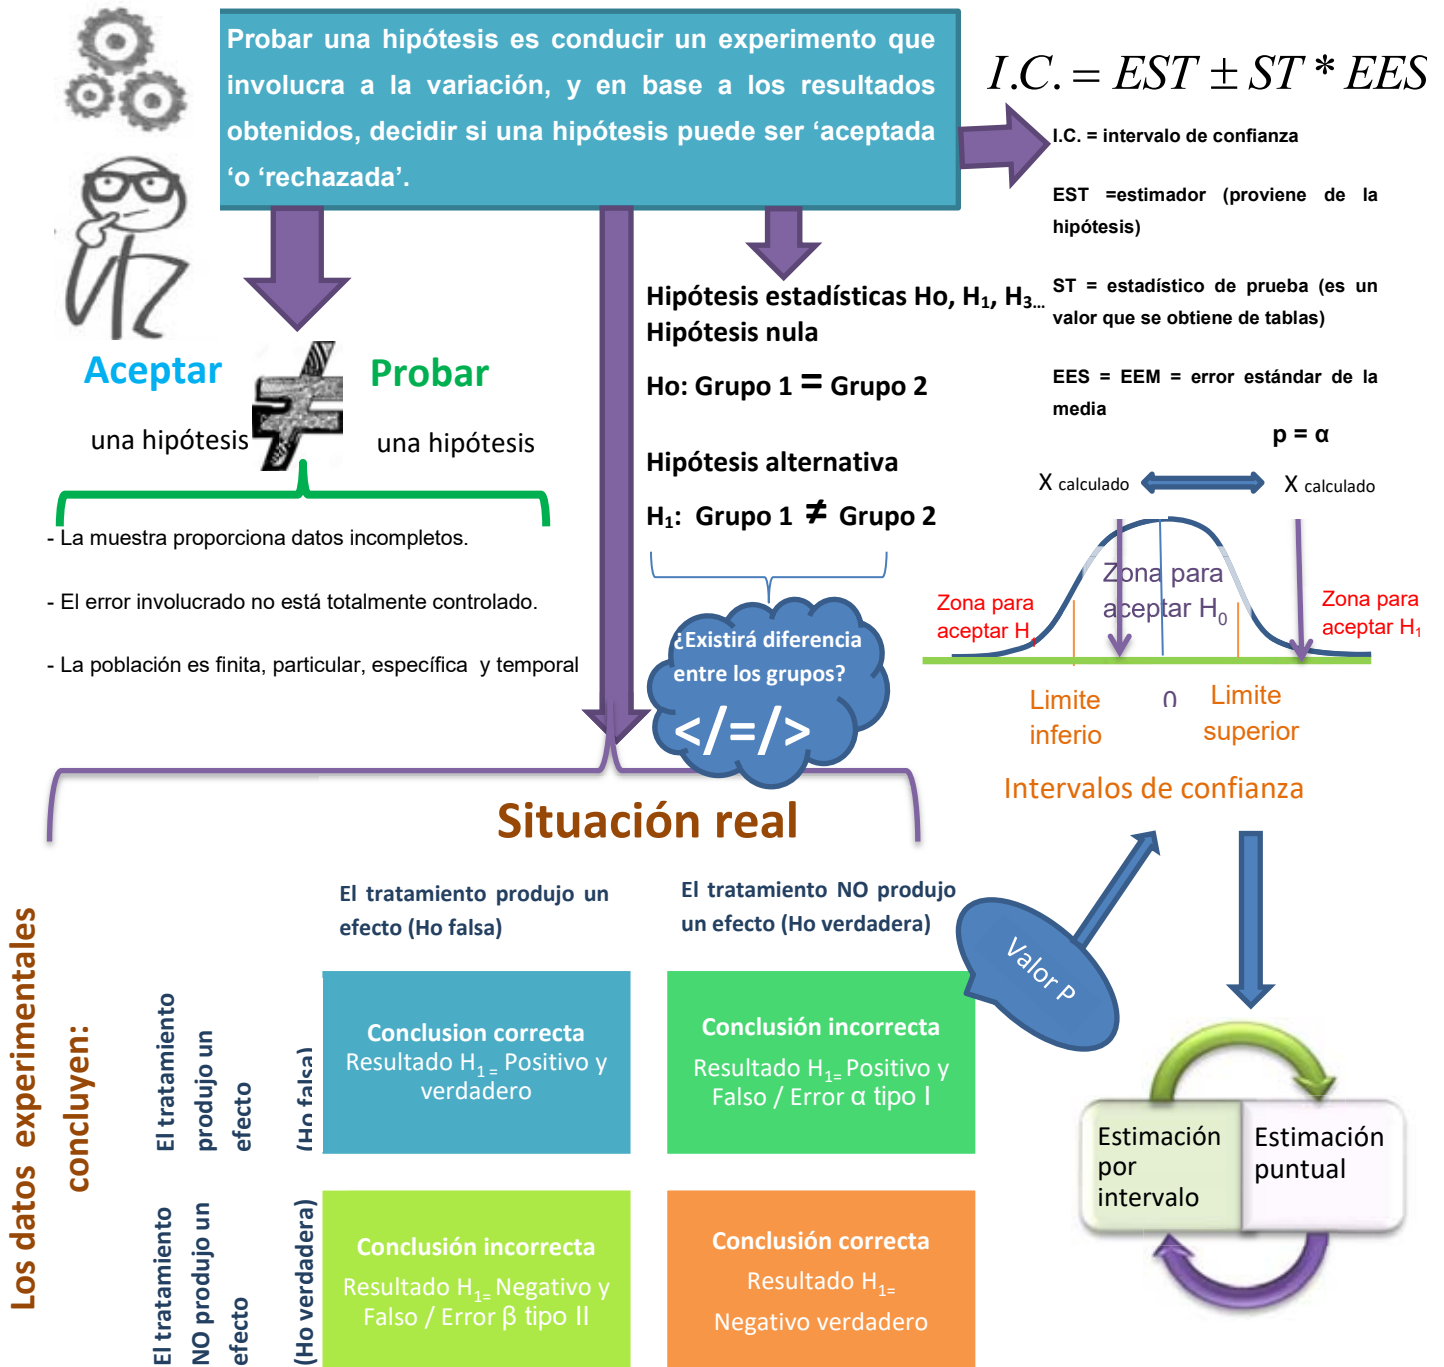 Probar una hipótesis es conducir un experimento que
involucra a la variación, y en base a los resultados
obtenidos, decidir si una hipótesis puede ser ‘aceptada
‘o ‘rechazada’.
I.C. = EST ± ST * EES
I.C. = intervalo de confianza
EST =estimador (proviene de la
hipótesis)
ST = estadístico de prueba (es un
valor que se obtiene de tablas)
EES = EEM = error estándar de la
media
p = α
Aceptar
una hipótesis
≠
Probar
una hipótesis
- La muestra proporciona datos incompletos.
- El error involucrado no está totalmente controlado.
- La población es finita, particular, específica y temporal
Hipótesis estadísticas Ho, H1, H3...
Hipótesis nula
Ho: Grupo 1 = Grupo 2
Hipótesis alternativa
H1: Grupo 1 ≠ Grupo 2
¿Existirá diferencia
entre los grupos?
</=/>
X calculado
X calculado
Zona para
aceptar H1
Zona para
aceptar H0
Zona para
aceptar H1
Limite
inferio
0
Limite
superior
Intervalos de confianza
Valor P
Estimación
por
intervalo
Estimación
puntual
Situación real
El tratamiento produjo un
efecto (Ho falsa)
El tratamiento NO produjo
un efecto (Ho verdadera)
Los datos experimentales
concluyen:
El tratamiento
produjo un
efecto
(Ho falsa)
Conclusion correcta
Resultado H1 = Positivo y
verdadero
Conclusión incorrecta
Resultado H1= Positivo y
Falso / Error α tipo I
El tratamiento
NO produjo un
efecto
(Ho verdadera)
Conclusión incorrecta
Resultado H1= Negativo y
Falso / Error β tipo II
Conclusión correcta
Resultado H1=
Negativo verdadero